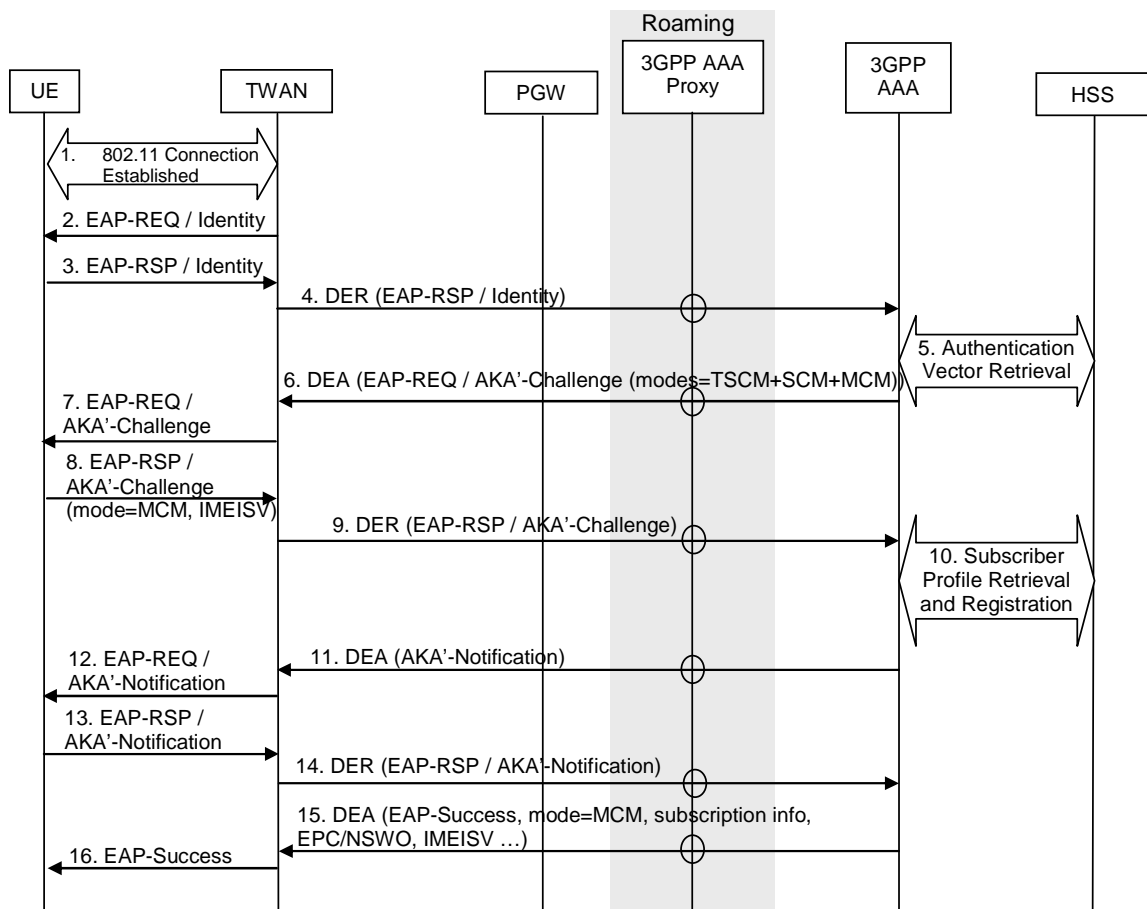 Roaming
UE
TWAN
PGW
3GPP AAA
Proxy
3GPP
AAA
HSS
1. 802.11 Connection
Established
2. EAP-REQ / Identity
3. EAP-RSP / Identity
4. DER (EAP-RSP / Identity)
5. Authentication
Vector Retrieval
6. DEA (EAP-REQ / AKA'-Challenge (modes=TSCM+SCM+MCM))
7. EAP-REQ /
AKA'-Challenge
8. EAP-RSP /
AKA'-Challenge
(mode=MCM, IMEISV)
9. DER (EAP-RSP / AKA'-Challenge)
10. Subscriber
Profile Retrieval
and Registration
11. DEA (AKA'-Notification)
12. EAP-REQ /
AKA'-Notification
13. EAP-RSP /
AKA'-Notification
14. DER (EAP-RSP / AKA'-Notification)
15. DEA (EAP-Success, mode=MCM, subscription info,
EPC/NSWO, IMEISV …)
16. EAP-Success